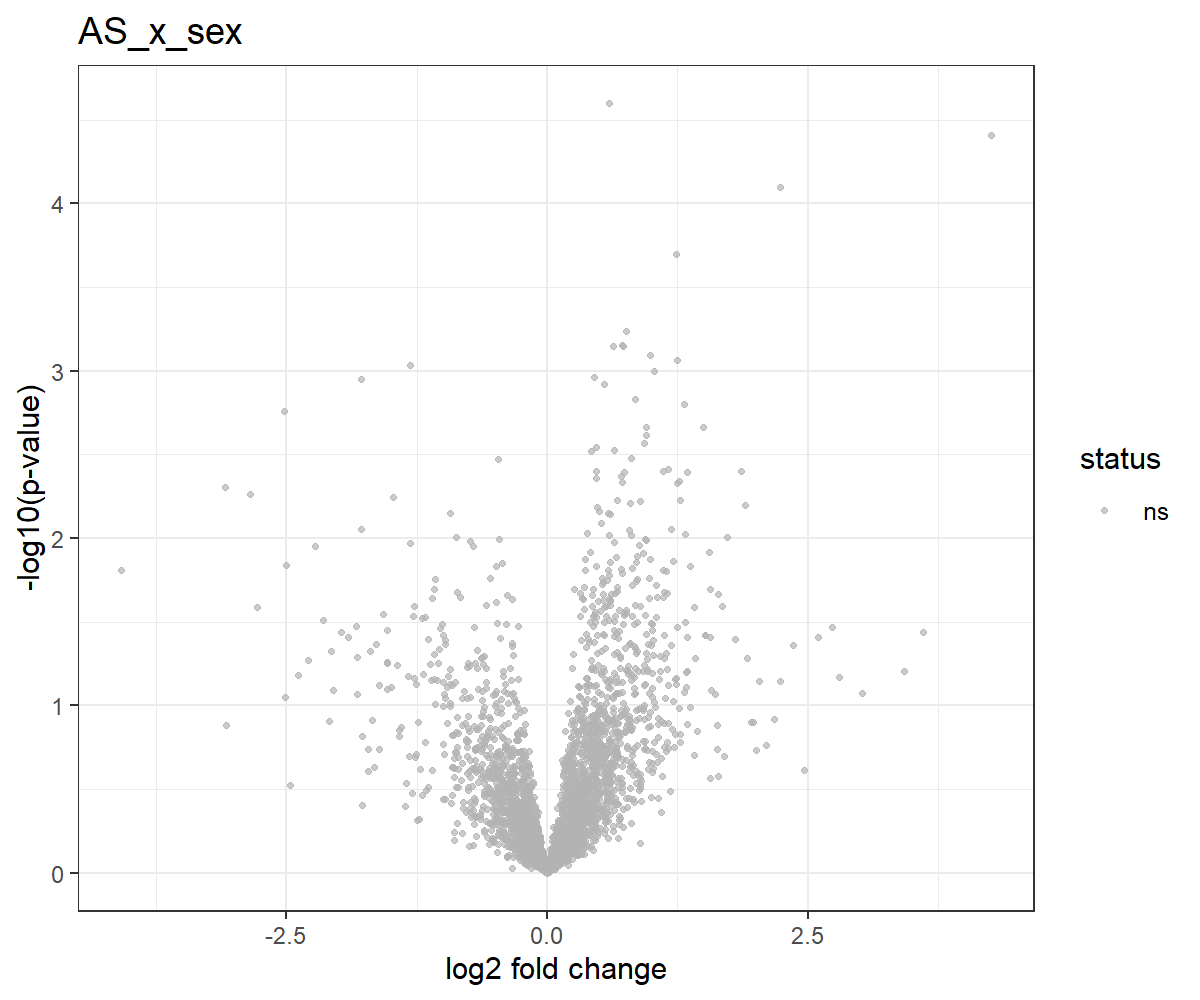 AS_x_sex
4
3
2
1
0
-log10(p-value)
-2.5
0.0
2.5
log2 fold change
status
ns